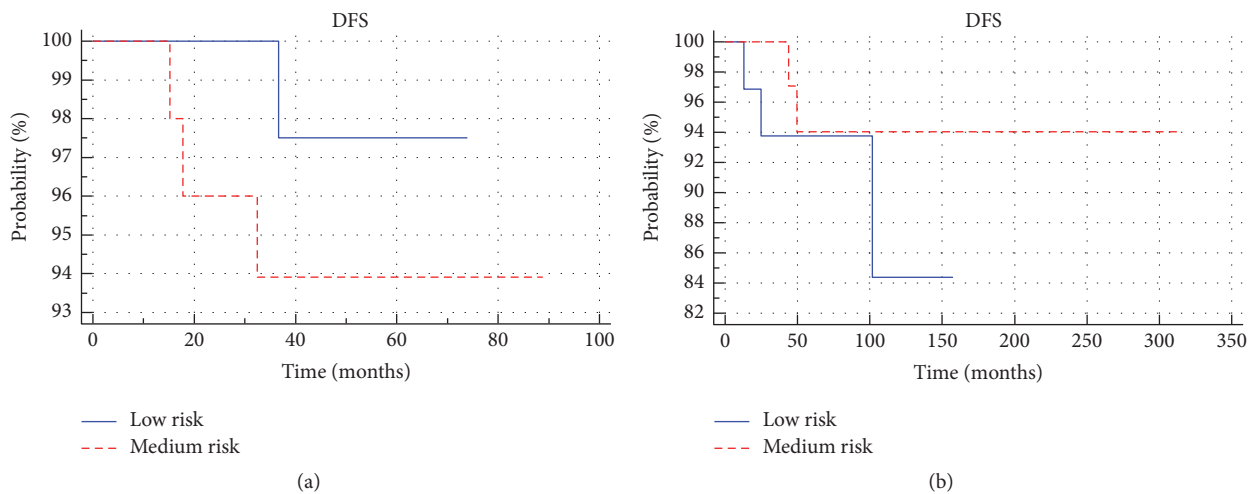 DFS
100
99
98
97
96
95
94
93
Probability (%)
0 20 40 60 80 100
Time (months)
Low risk
Medium risk
(a)
DFS
100
98
96
94
92
90
88
86
84
82
Probability (%)
0 50 100 150 200 250 300 350
Time (months)
Low risk
Medium risk
(b)